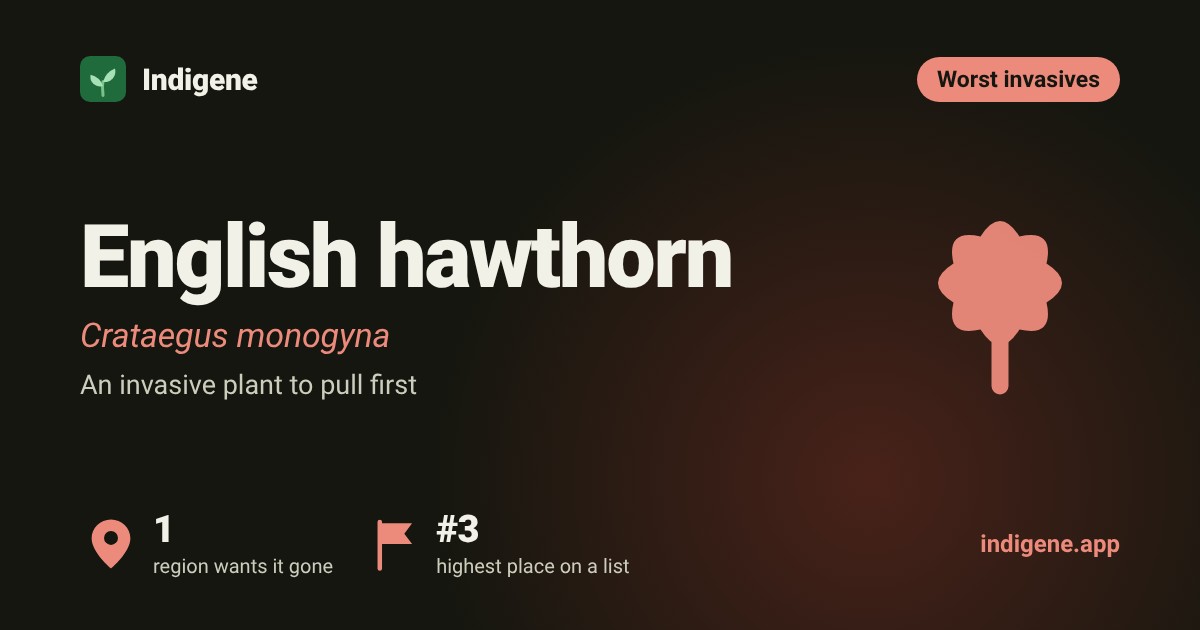 Indigene
Worst invasives
English hawthorn
Crataegus monogyna
An invasive plant to pull first
1
region wants it gone
#3
highest place on a list
indigene.app